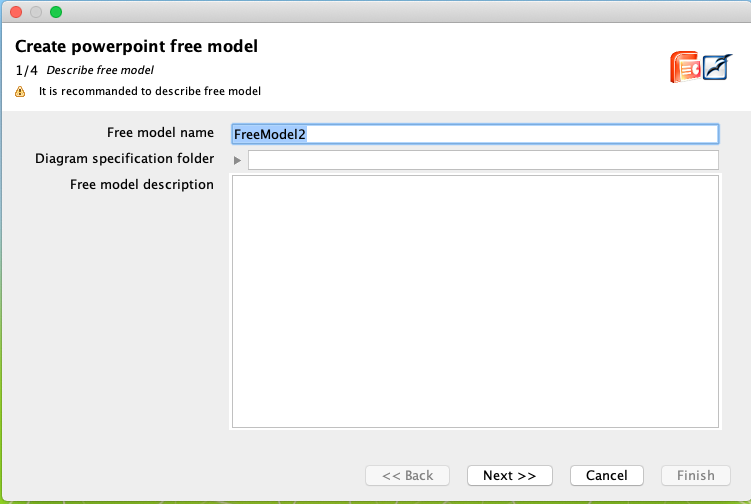 Create powerpoint free model
1/4 Describe free model
It is recommanded to describe free model
Free model name FreeModel2
Diagram specification folder
Free model description
<< Back Next >> Cancel Finish